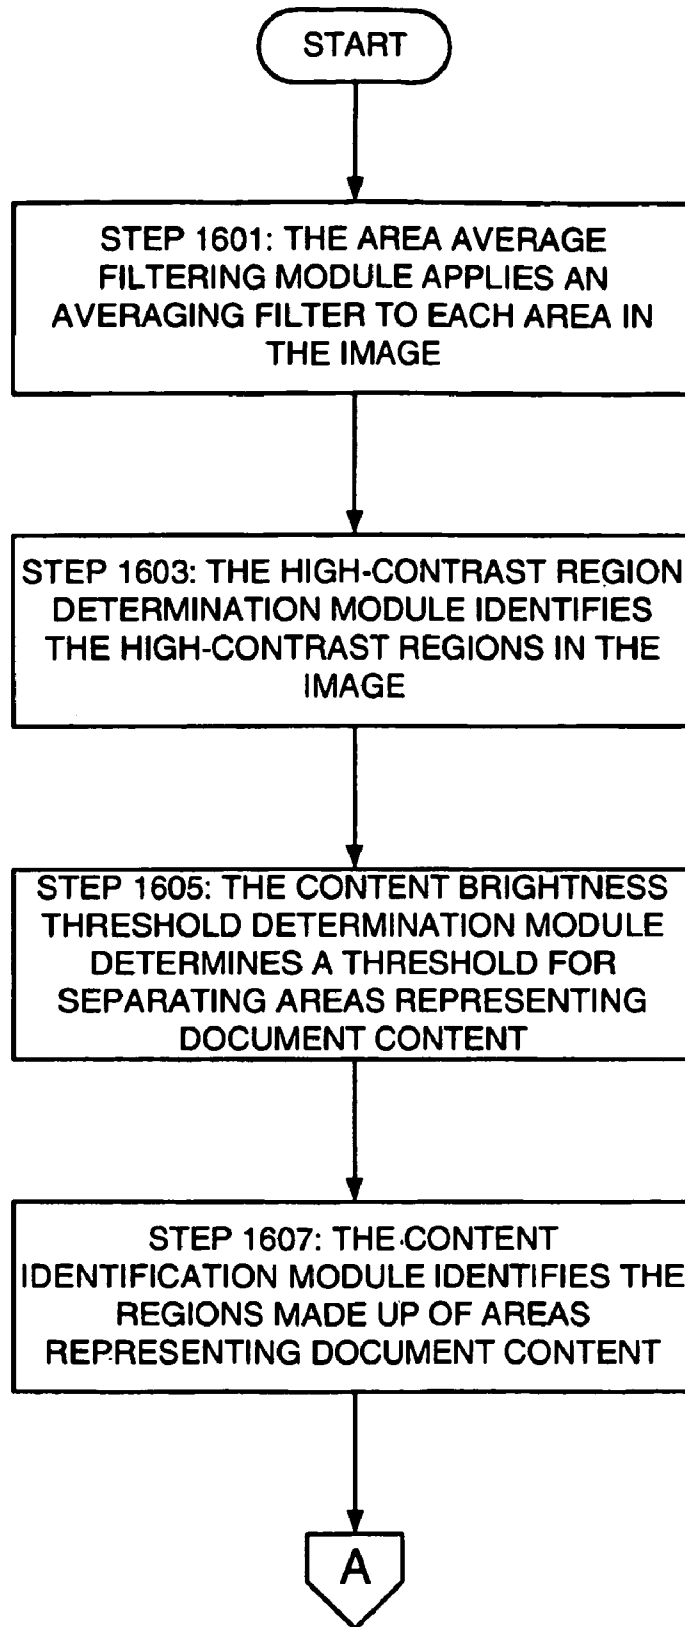 START
STEP 1601: THE AREA AVERAGE
FILTERING MODULE APPLIES AN
AVERAGING FILTER TO EACH AREA IN
THE IMAGE
STEP 1603: THE HIGH-CONTRAST REGION
DETERMINATION MODULE IDENTIFIES
THE HIGH-CONTRAST REGIONS IN THE
IMAGE
STEP 1605: THE CONTENT BRIGHTNESS
THRESHOLD DETERMINATION MODULE
DETERMINES A THRESHOLD FOR
SEPARATING AREAS REPRESENTING
DOCUMENT CONTENT
STEP 1607: THE CONTENT
IDENTIFICATION MODULE IDENTIFIES THE
REGIONS MADE UP OF AREAS
REPRESENTING DOCUMENT CONTENT
A